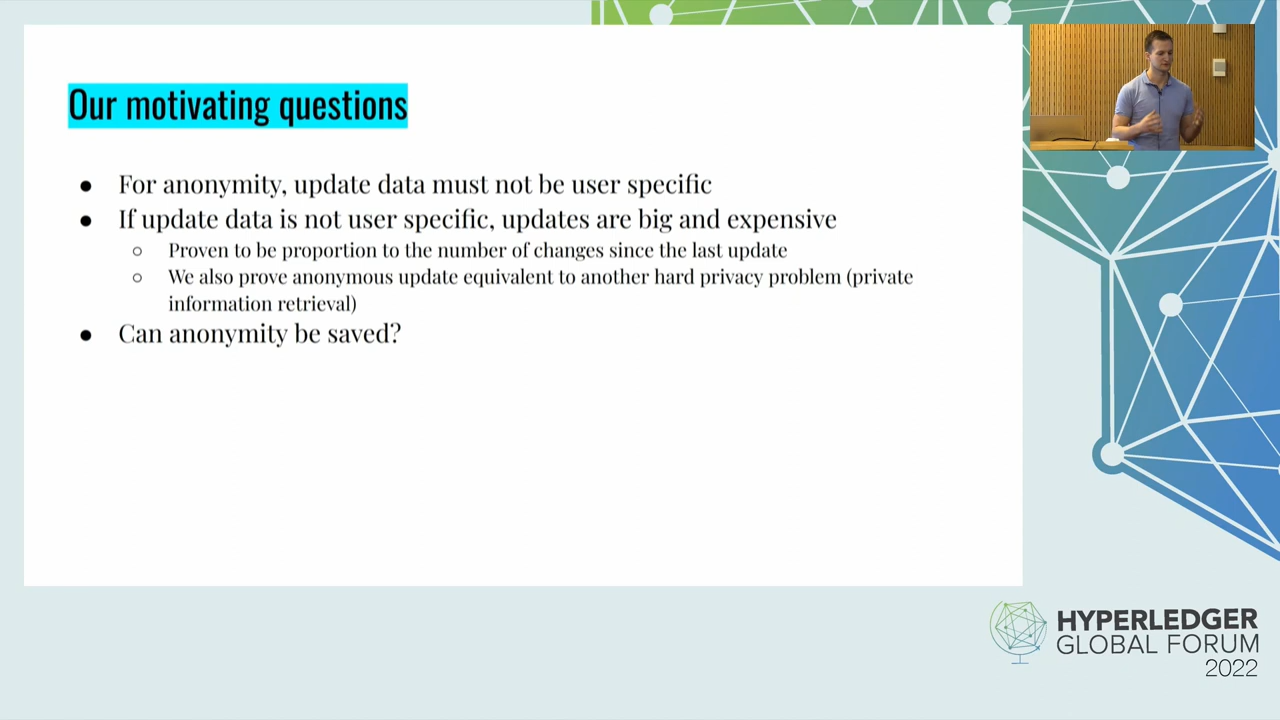 Our motivating questions
● For anonymity, update data must not be user specific
● If update data is not user specific, updates are big and expensive
○ Proven to be proportion to the number of changes since the last update
○ We also prove anonymous update equivalent to another hard privacy problem (private
information retrieval)
● Can anonymity be saved?
HYPERLEDGER
GLOBAL FORUM
2022